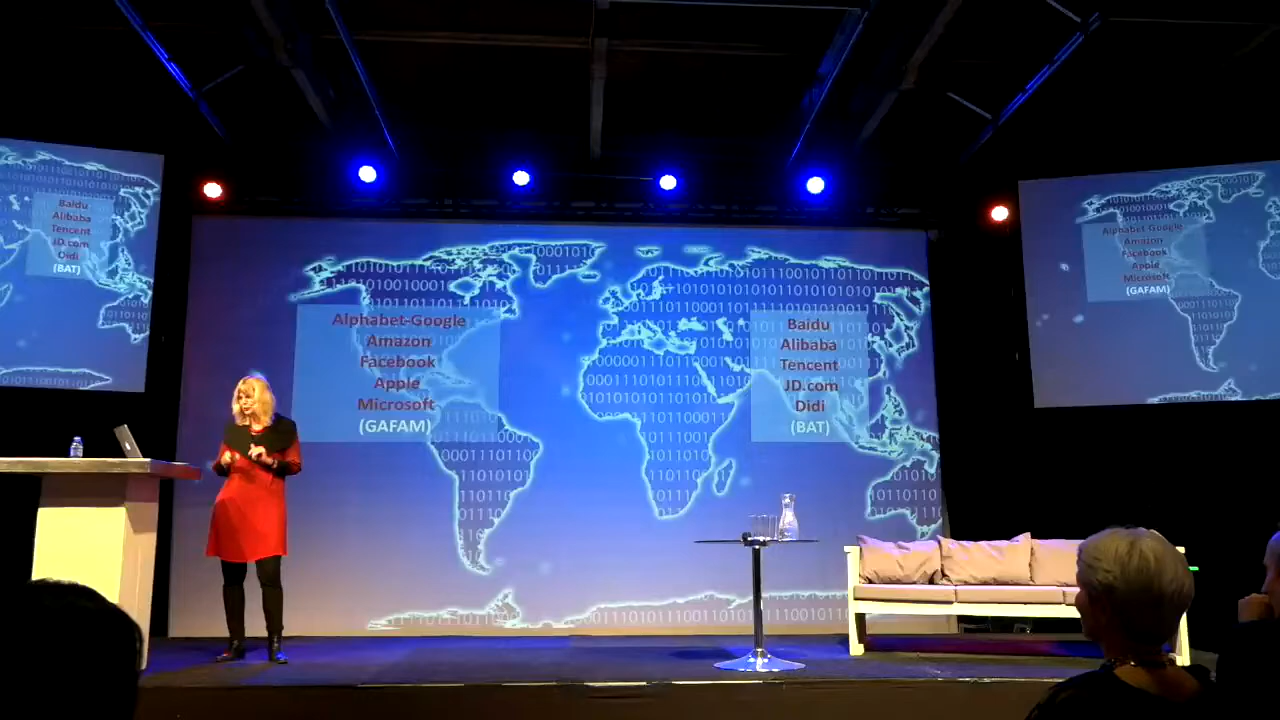 Baidu
Alibaba
Tencent
JD.com
Didi
(BAT)
Alphabet-Google
Amazon
Facebook
Apple
Microsoft
(GAFAM)
Baidu
Alibaba
Tencent
JD.com
Didi
(BAT)
Alphabet-Google
Amazon
Facebook
Apple
Microsoft
(GAFAM)